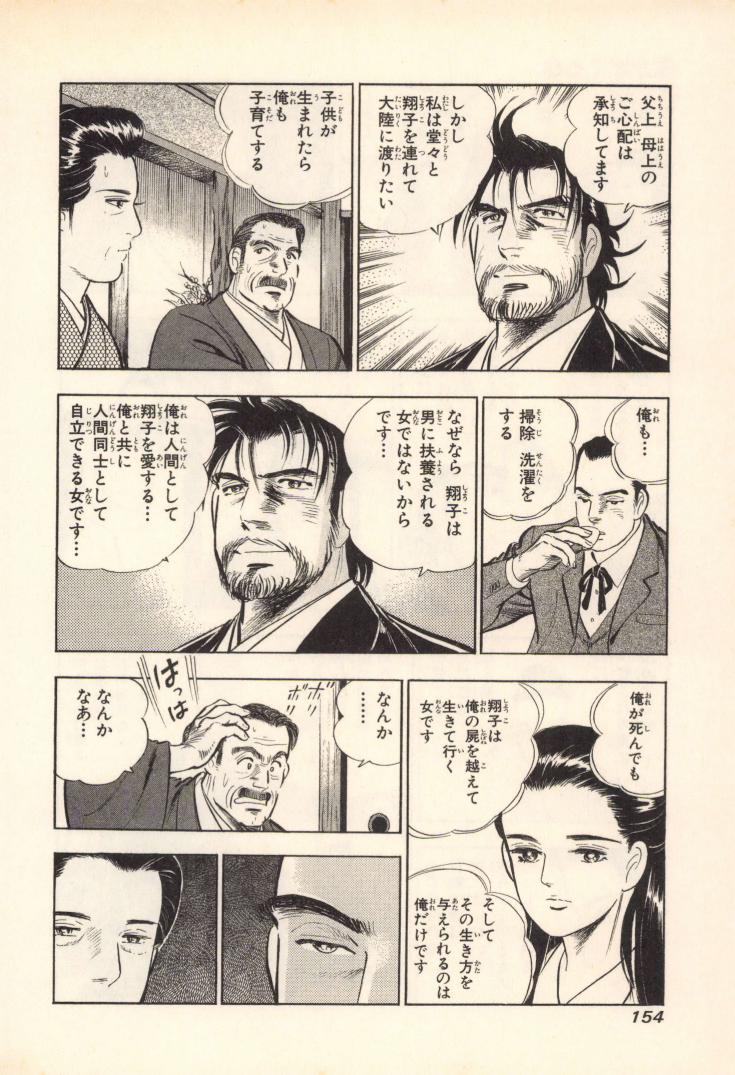 父上 母上の
ご心配は
承知してます
しかし
私は堂々と
翔子を連れて
大陸に渡りたい
子供が
生まれたら
俺も
子育てする
俺も…
掃除 洗濯を
する
なぜなら 翔子は
男に扶養される
女ではないから
です…
俺は人間として
翔子を愛する…
俺と共に
人間同士として
自立できる女です…
俺が死んでも
翔子は
俺の屍を越えて
生きて行く
女です
そして
その生き方を
与えられるのは
俺だけです
なんか
……
ボリボリ
はっはっ
なんか
なあ…
154